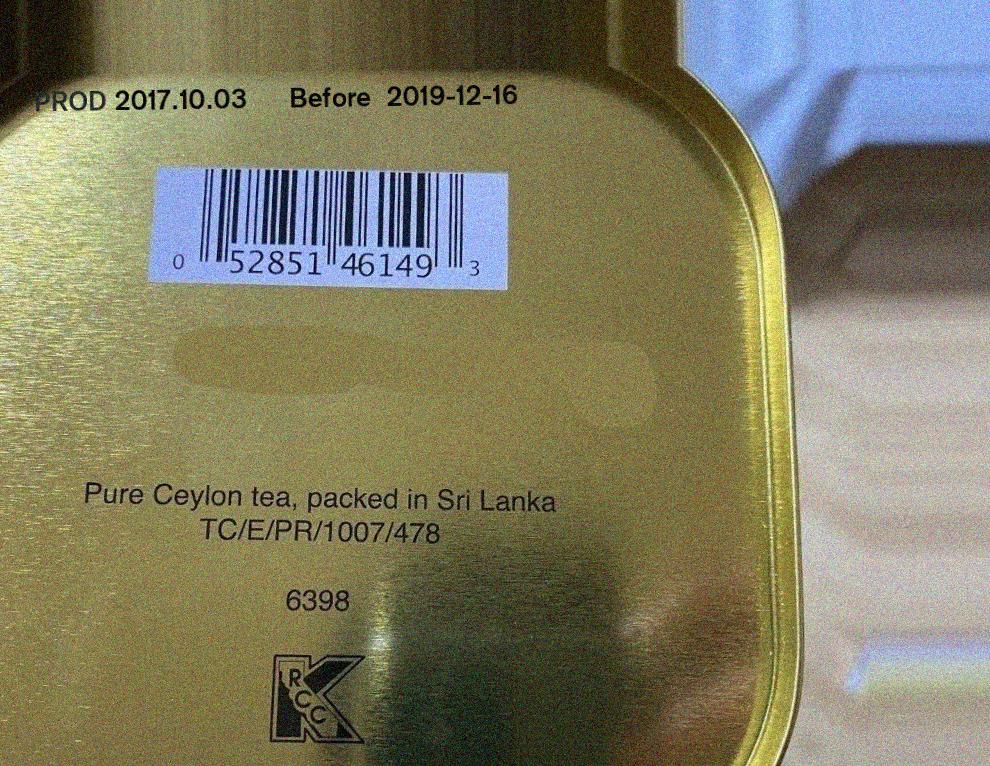 PROD 2017.10.03 Before 2019-12-16
0 52851 46149 3
Pure Ceylon tea, packed in Sri Lanka
TC/E/PR/1007/478
6398
K
RCC